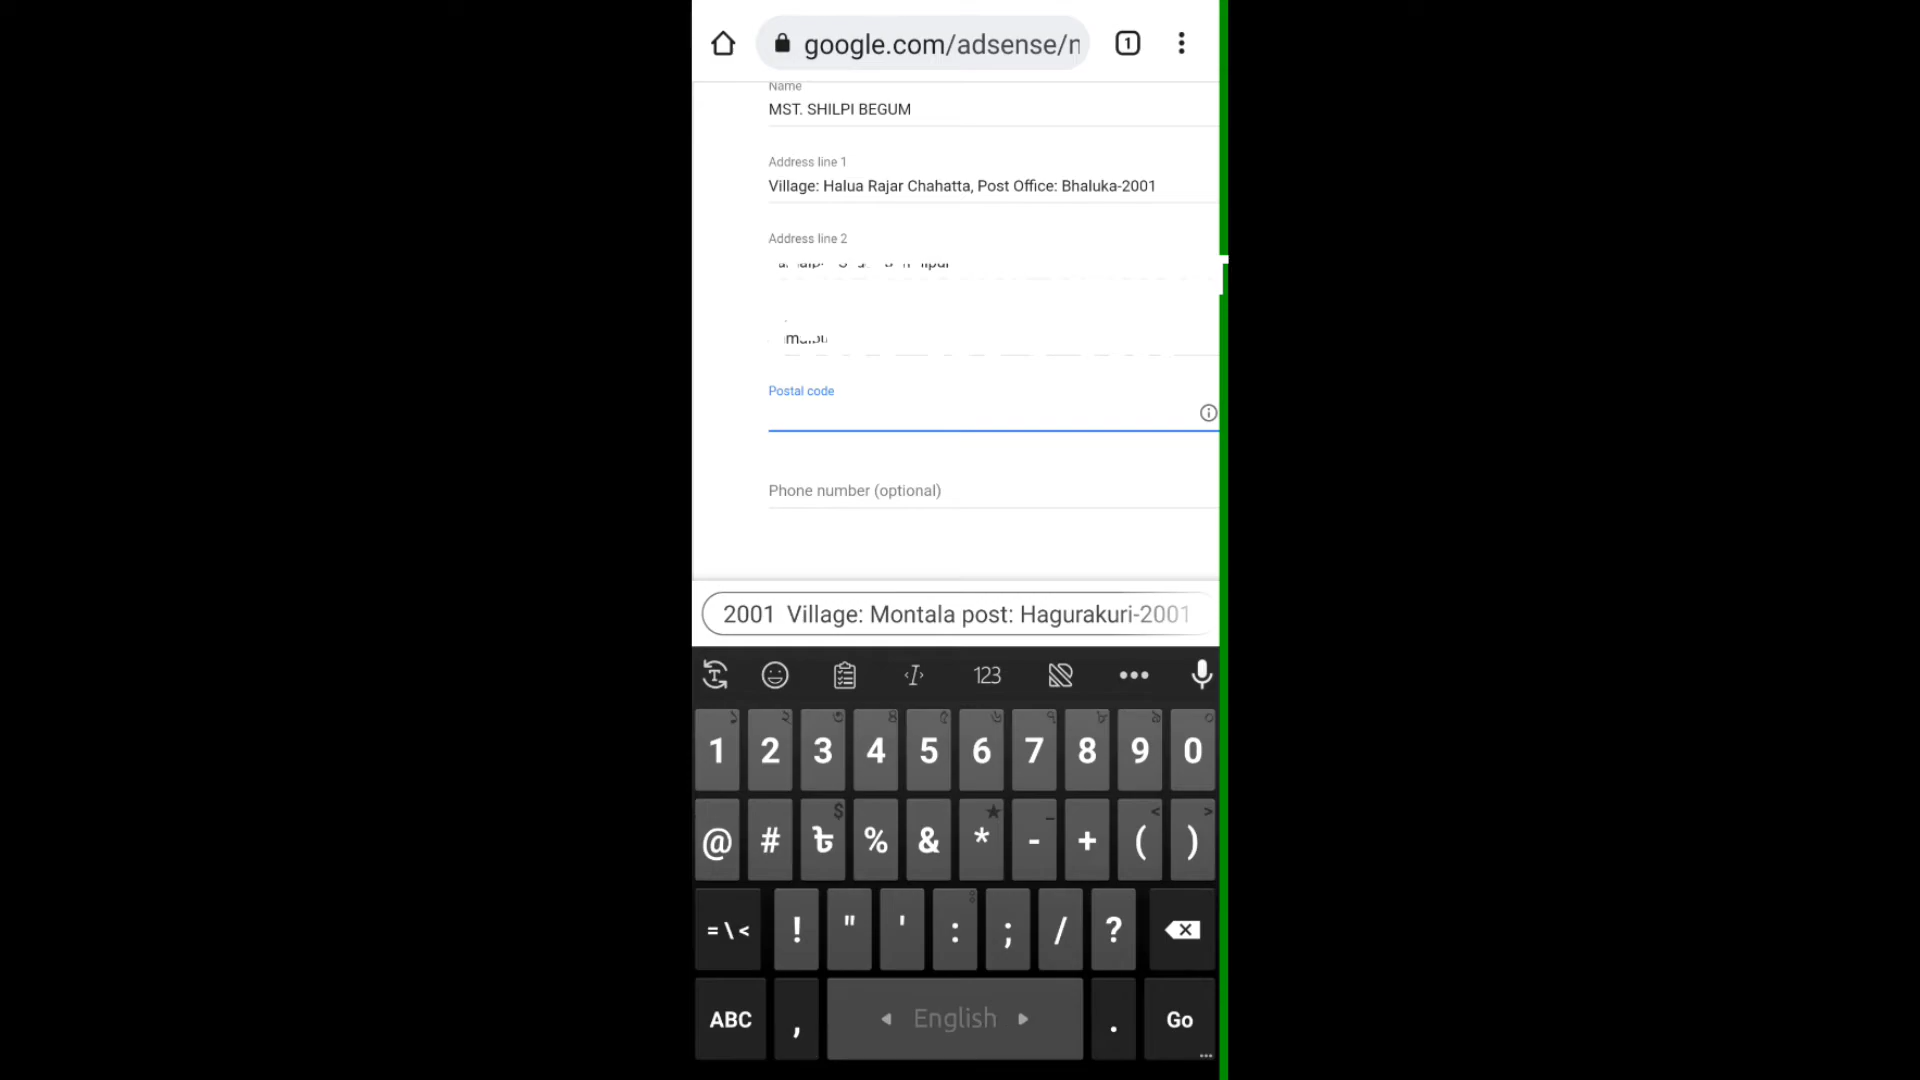 google.com/adsense/n
1
Name
MST. SHILPI BEGUM
Address line 1
Village: Halua Rajar Chahatta, Post Office: Bhaluka-2001
Address line 2
Postal code
Phone number (optional)
2001 Village: Montala post: Hagurakuri-2001
123
1 2 3 4 5 6 7 8 9 0
@ # ৳ % & * - + ( )
= \ < ! " ' : ; / ?
ABC , English . Go